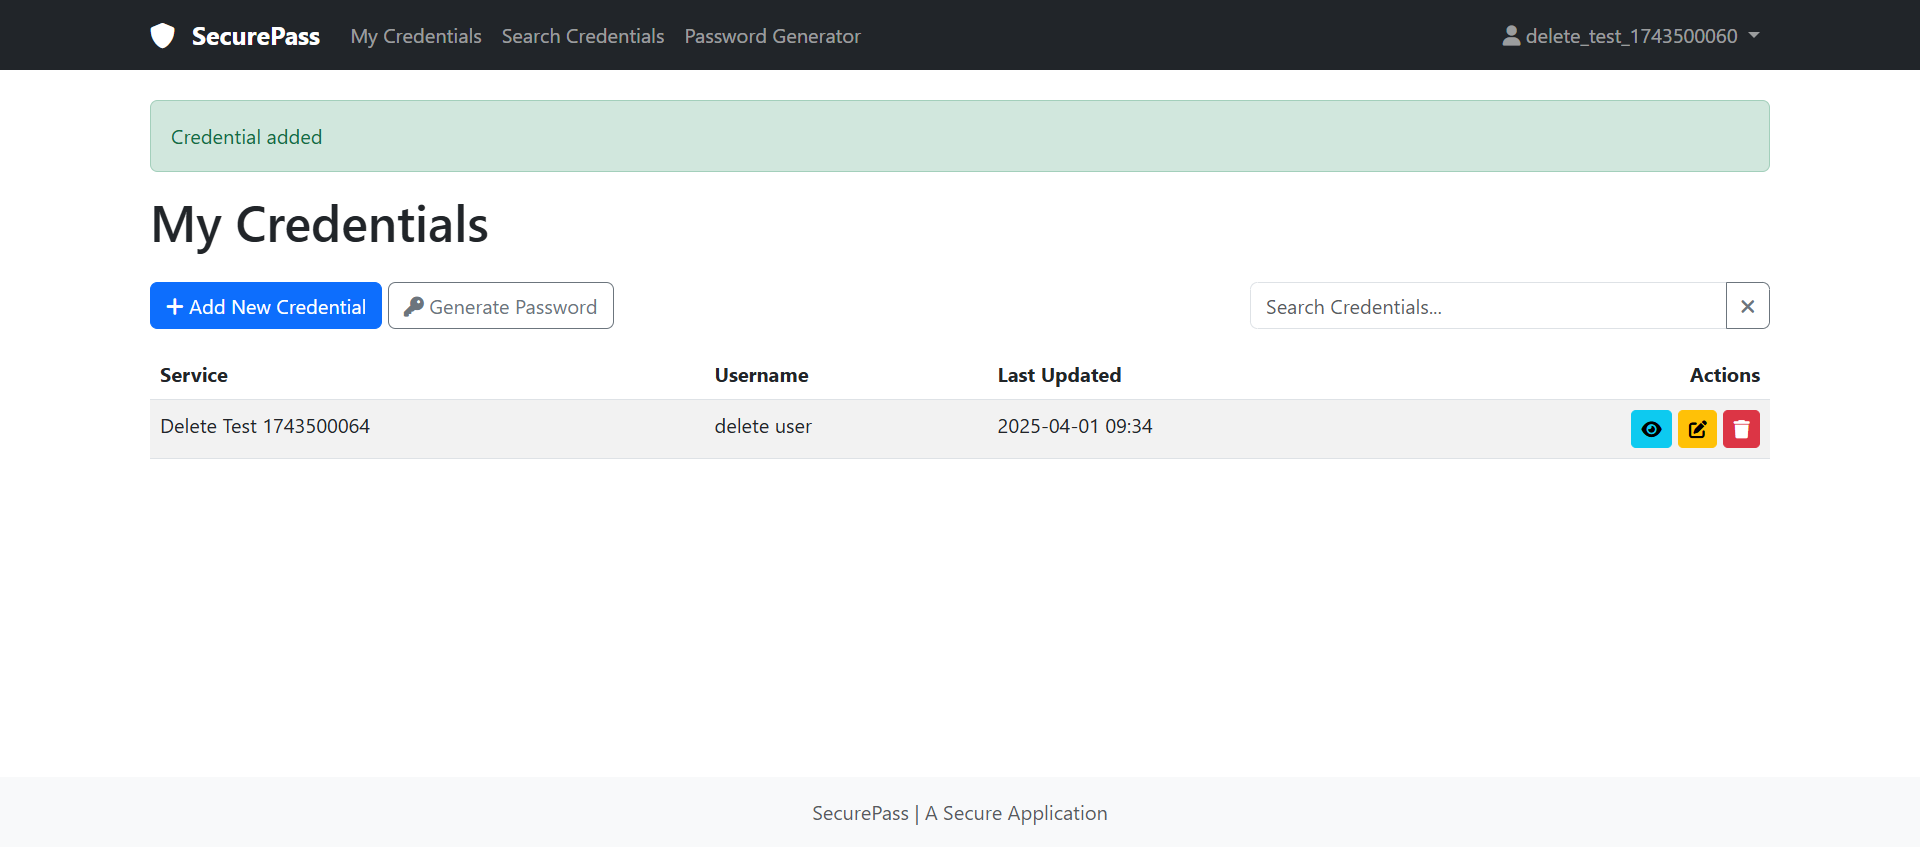 SecurePass My Credentials Search Credentials Password Generator delete_test_1743500060
Credential added
My Credentials
Add New Credential Generate Password Search Credentials...
Service Username Last Updated Actions
Delete Test 1743500064 delete user 2025-04-01 09:34
SecurePass | A Secure Application